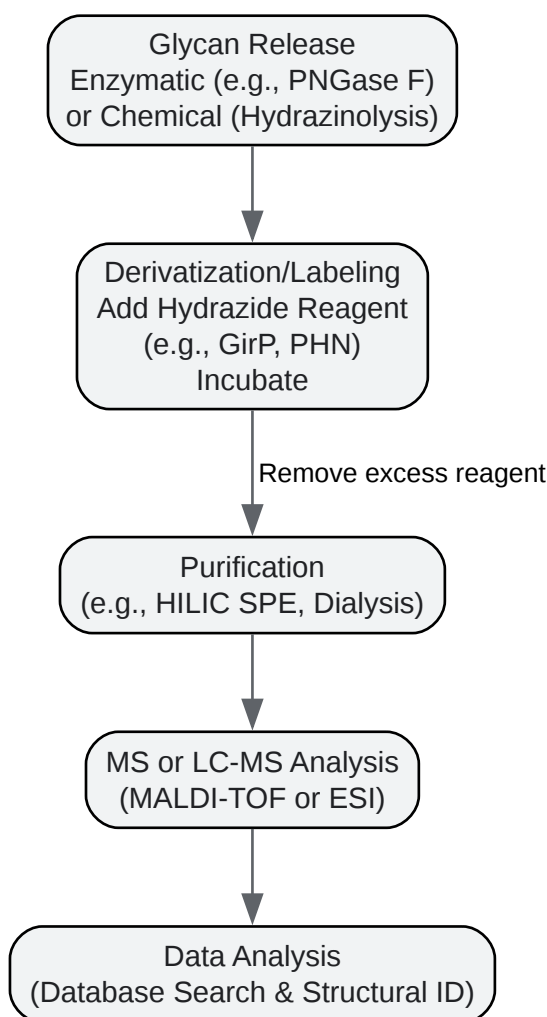 Glycan Release
Enzymatic (e.g., PNGase F)
or Chemical (Hydrazinolysis)
Derivatization/Labeling
Add Hydrazide Reagent
(e.g., GirP, PHN)
Incubate
Remove excess reagent
Purification
(e.g., HILIC SPE, Dialysis)
MS or LC-MS Analysis
(MALDI-TOF or ESI)
Data Analysis
(Database Search & Structural ID)